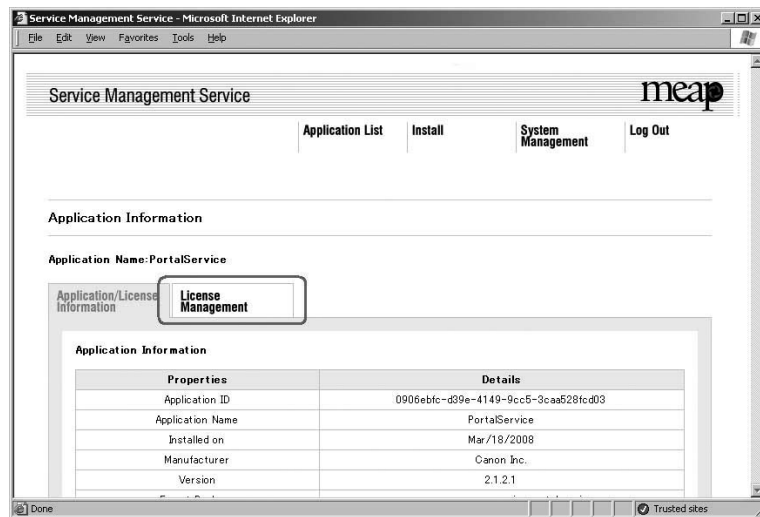 Service Management Service - Microsoft Internet Explorer
File Edit View Favorites Tools Help
Service Management Service
meap
Application List Install System Management Log Out
Application Information
Application Name:PortalService
Application/License Information
License Management
Application Information
Properties Details
Application ID 0906ebfc-d39e-4149-9cc5-3caa528fcd03
Application Name PortalService
Installed on Mar/18/2008
Manufacturer Canon Inc.
Version 2.1.2.1
Done Trusted sites